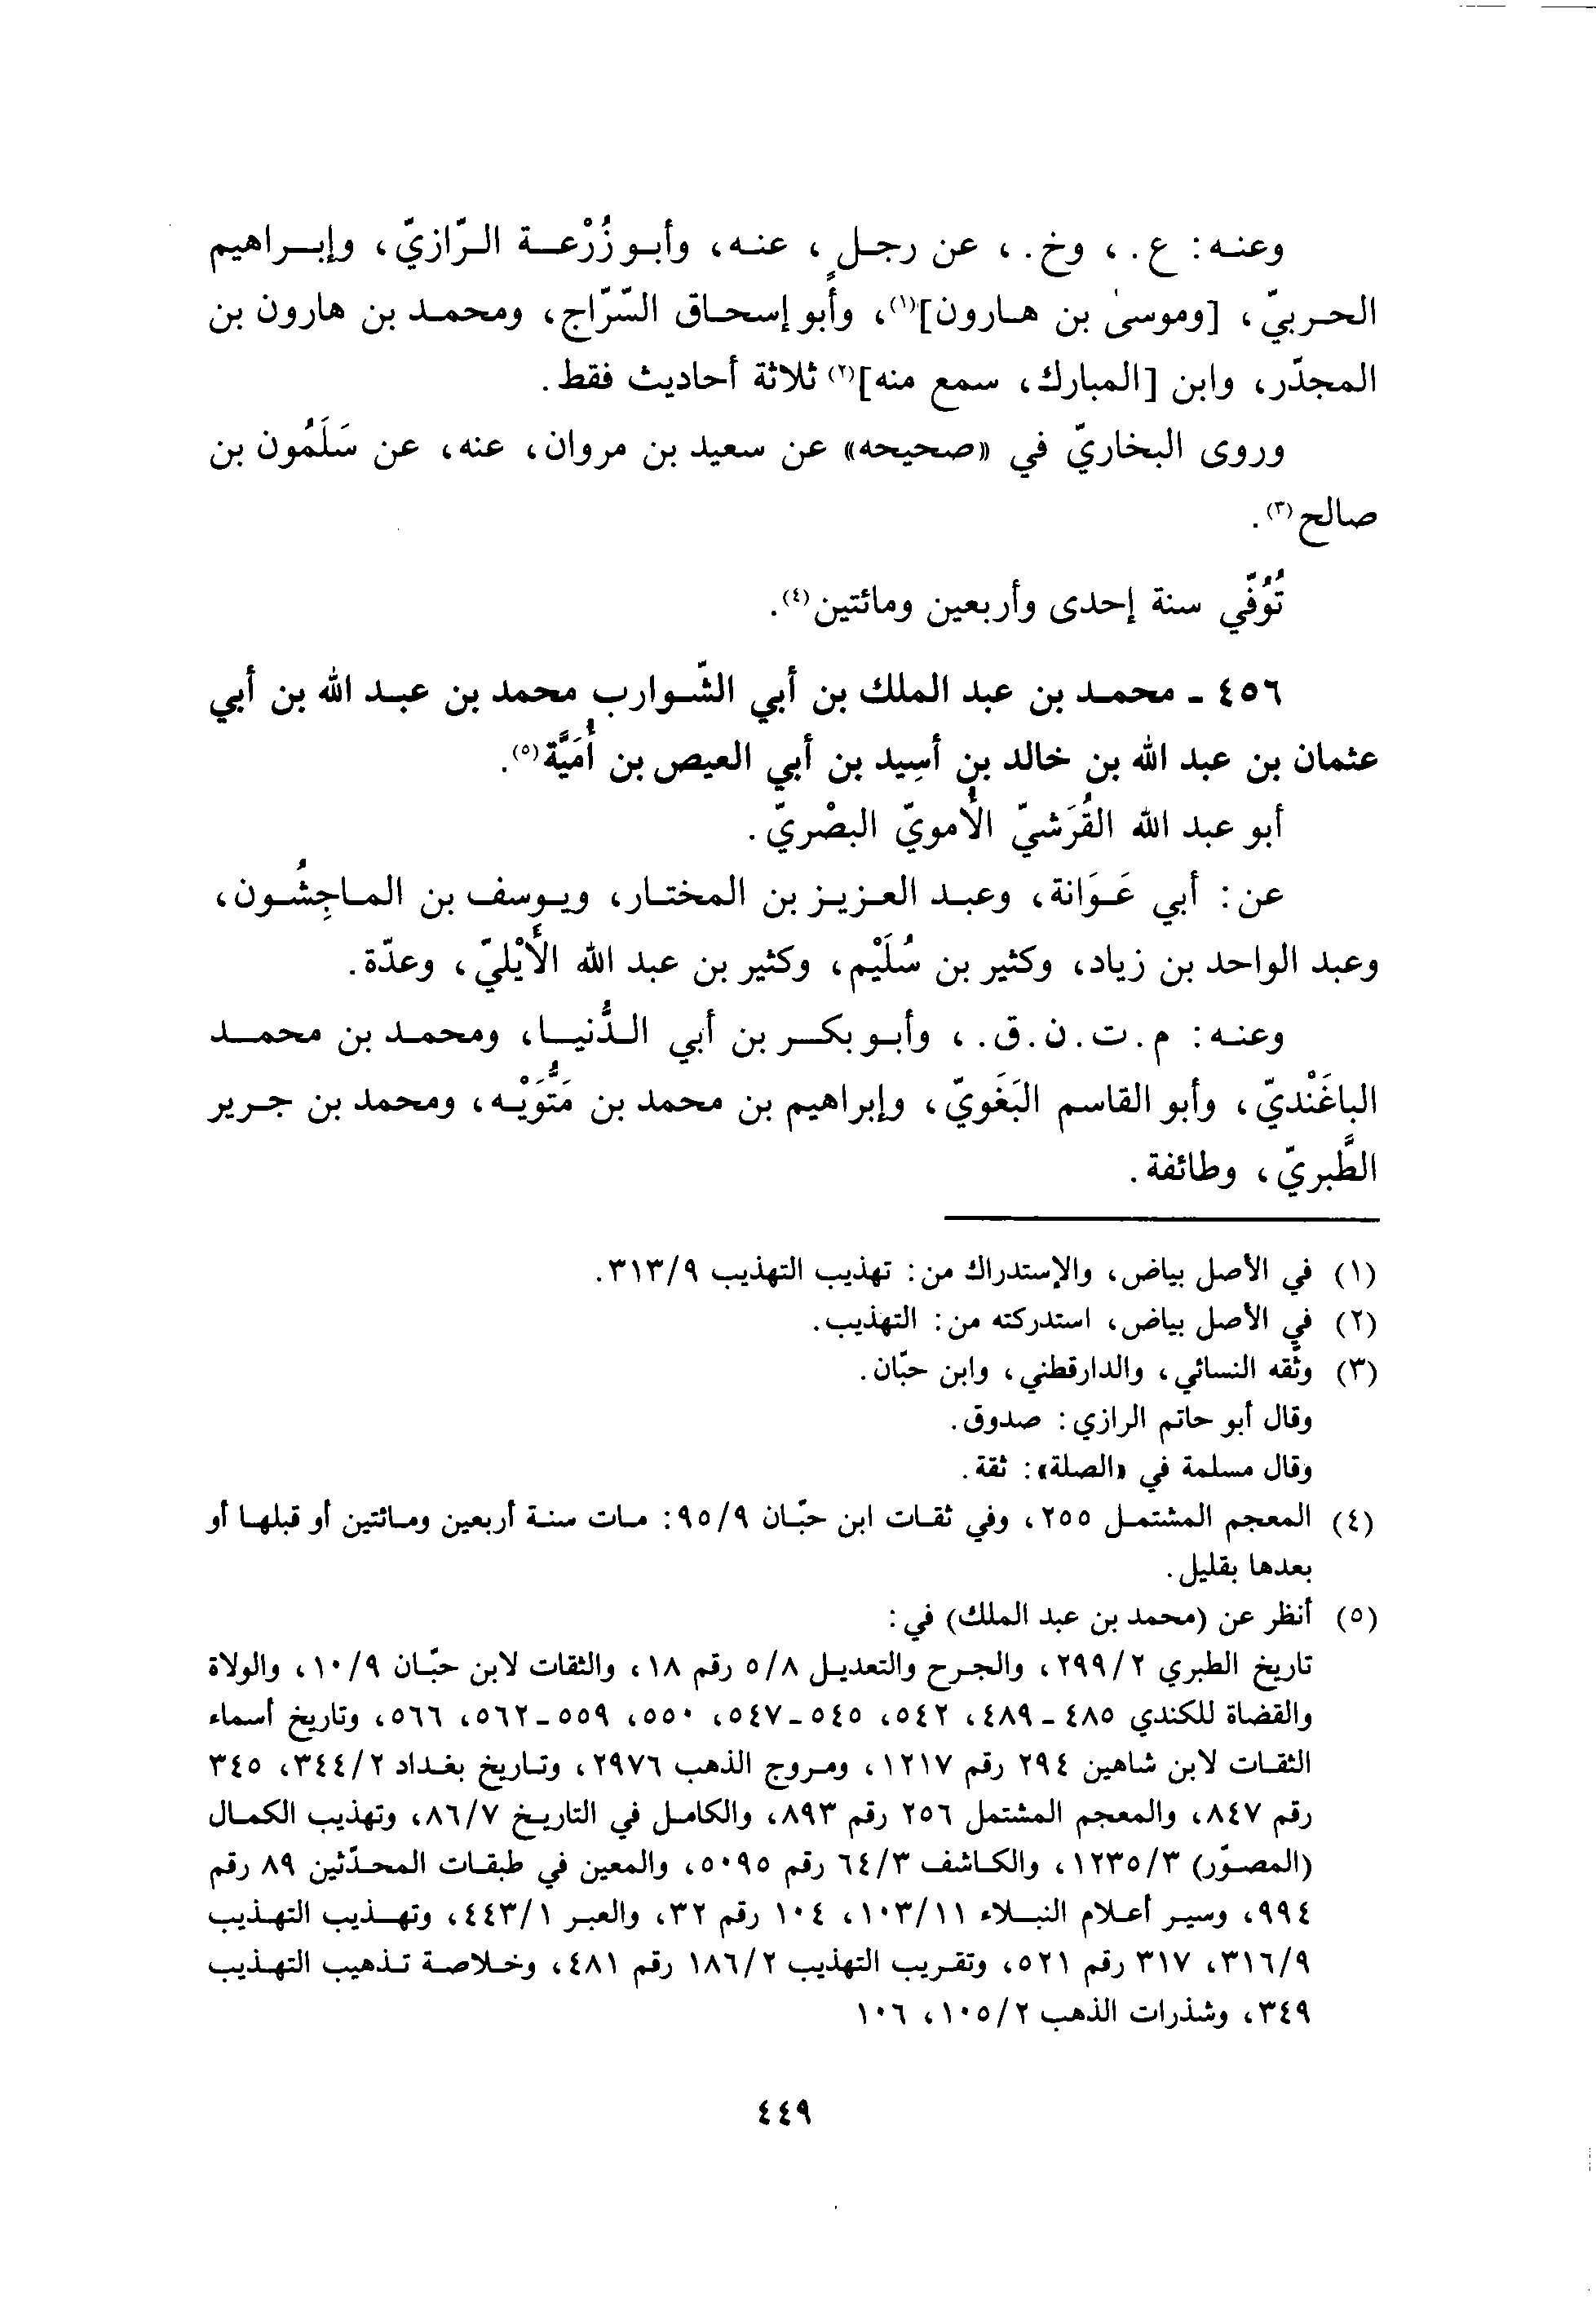 وعنه: ع.، وخ.، عن رجلٍ، عنه، وأبو زُرْعة الرّازيّ، وإبراهيم
الحربيّ، [وموسىٰ بن هارون]⁽¹⁾، وأبو إسحاق السّرّاج، ومحمد بن هارون بن
المجدّر، وابن [المبارك، سمع منه]⁽²⁾ ثلاثة أحاديث فقط.
وروى البخاريّ في «صحيحه» عن سعيد بن مروان، عنه، عن سَلَمُون بن
صالح⁽³⁾.
تُوُفّي سنة إحدى وأربعين ومائتين⁽⁴⁾.
٤٥٦ ـ محمد بن عبد الملك بن أبي الشّوارب محمد بن عبد الله بن أبي
عثمان بن عبد الله بن خالد بن أسِيد بن أبي العيص بن أُمَيَّة⁽⁵⁾.
أبو عبد الله القُرَشيّ الأُمويّ البصْريّ.
عن: أبي عَوَانة، وعبد العزيز بن المختار، ويوسف بن الماجِشُون،
وعبد الواحد بن زياد، وكثير بن سُلَيْم، وكثير بن عبد الله الأَيْليّ، وعدّة.
وعنه: م.ت.ن.ق.، وأبو بكر بن أبي الدُّنيا، ومحمد بن محمد
الباغَنْديّ، وأبو القاسم البَغَويّ، وإبراهيم بن محمد بن مَتُّوَيْه، ومحمد بن جرير
الطَّبريّ، وطائفة.
(١) في الأصل بياض، والإستدراك من: تهذيب التهذيب ٣١٣/٩.
(٢) في الأصل بياض، استدركته من: التهذيب.
(٣) وثّقه النسائي، والدارقطني، وابن حبّان.
وقال أبو حاتم الرازي: صدوق.
وقال مسلمة في «الصلة»: ثقة.
(٤) المعجم المشتمل ٢٥٥، وفي ثقات ابن حبّان ٩٥/٩: مات سنة أربعين ومائتين أو قبلها أو
بعدها بقليل.
(٥) أنظر عن (محمد بن عبد الملك) في:
تاريخ الطبري ٢٩٩/٢، والجرح والتعديل ٥/٨ رقم ١٨، والثقات لابن حبّان ١٠/٩، والولاة
والقضاة للكندي ٤٨٥ ـ ٤٨٩، ٥٤٢، ٥٤٥ ـ ٥٤٧، ٥٥٠، ٥٥٩ ـ ٥٦٢، ٥٦٦، وتاريخ أسماء
الثقات لابن شاهين ٢٩٤ رقم ١٢١٧، ومروج الذهب ٢٩٧٦، وتاريخ بغداد ٣٤٤/٢، ٣٤٥
رقم ٨٤٧، والمعجم المشتمل ٢٥٦ رقم ٨٩٣، والكامل في التاريخ ٨٦/٧، وتهذيب الكمال
(المصوّر) ١٢٣٥/٣، والكاشف ٦٤/٣ رقم ٥٠٩٥، والمعين في طبقات المحدّثين ٨٩ رقم
٩٩٤، وسير أعلام النبلاء ١٠٣/١١، ١٠٤ رقم ٣٢، والعبر ٤٤٣/١، وتهذيب التهذيب
٣١٦/٩، ٣١٧ رقم ٥٢١، وتقريب التهذيب ١٨٦/٢ رقم ٤٨١، وخلاصة تذهيب التهذيب
٣٤٩، وشذرات الذهب ١٠٥/٢، ١٠٦
٤٤٩